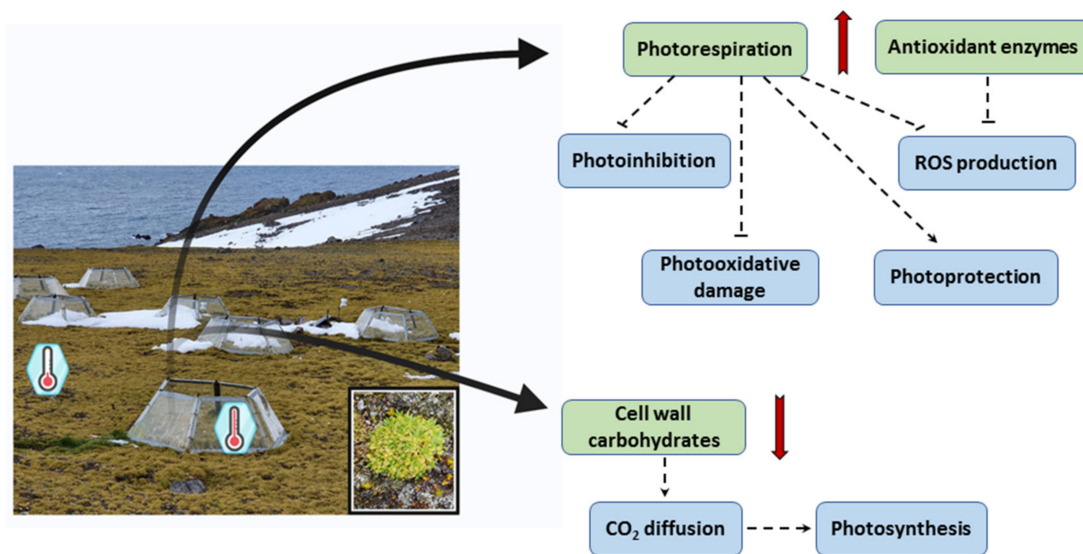 Photorespiration
Antioxidant enzymes
Photoinhibition
ROS production
Photooxidative
damage
Photoprotection
Cell wall
carbohydrates
CO₂ diffusion
Photosynthesis